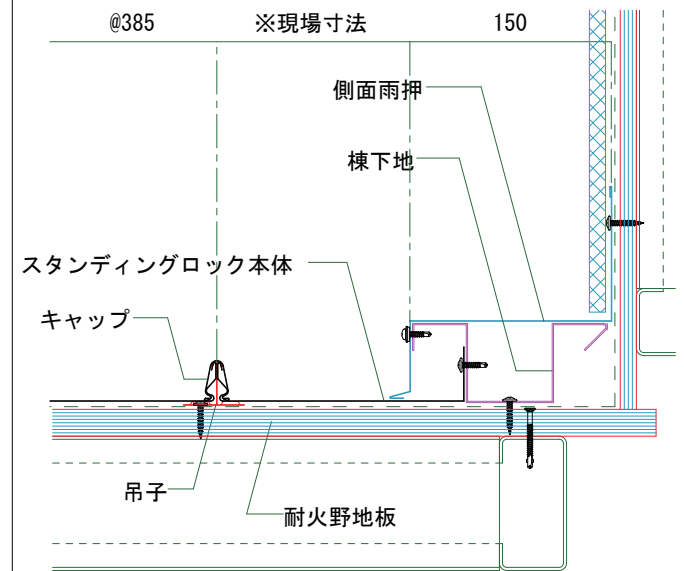 @385 ※現場寸法 150
側面雨押
棟下地
スタンディングロック本体
キャップ
吊子
耐火野地板